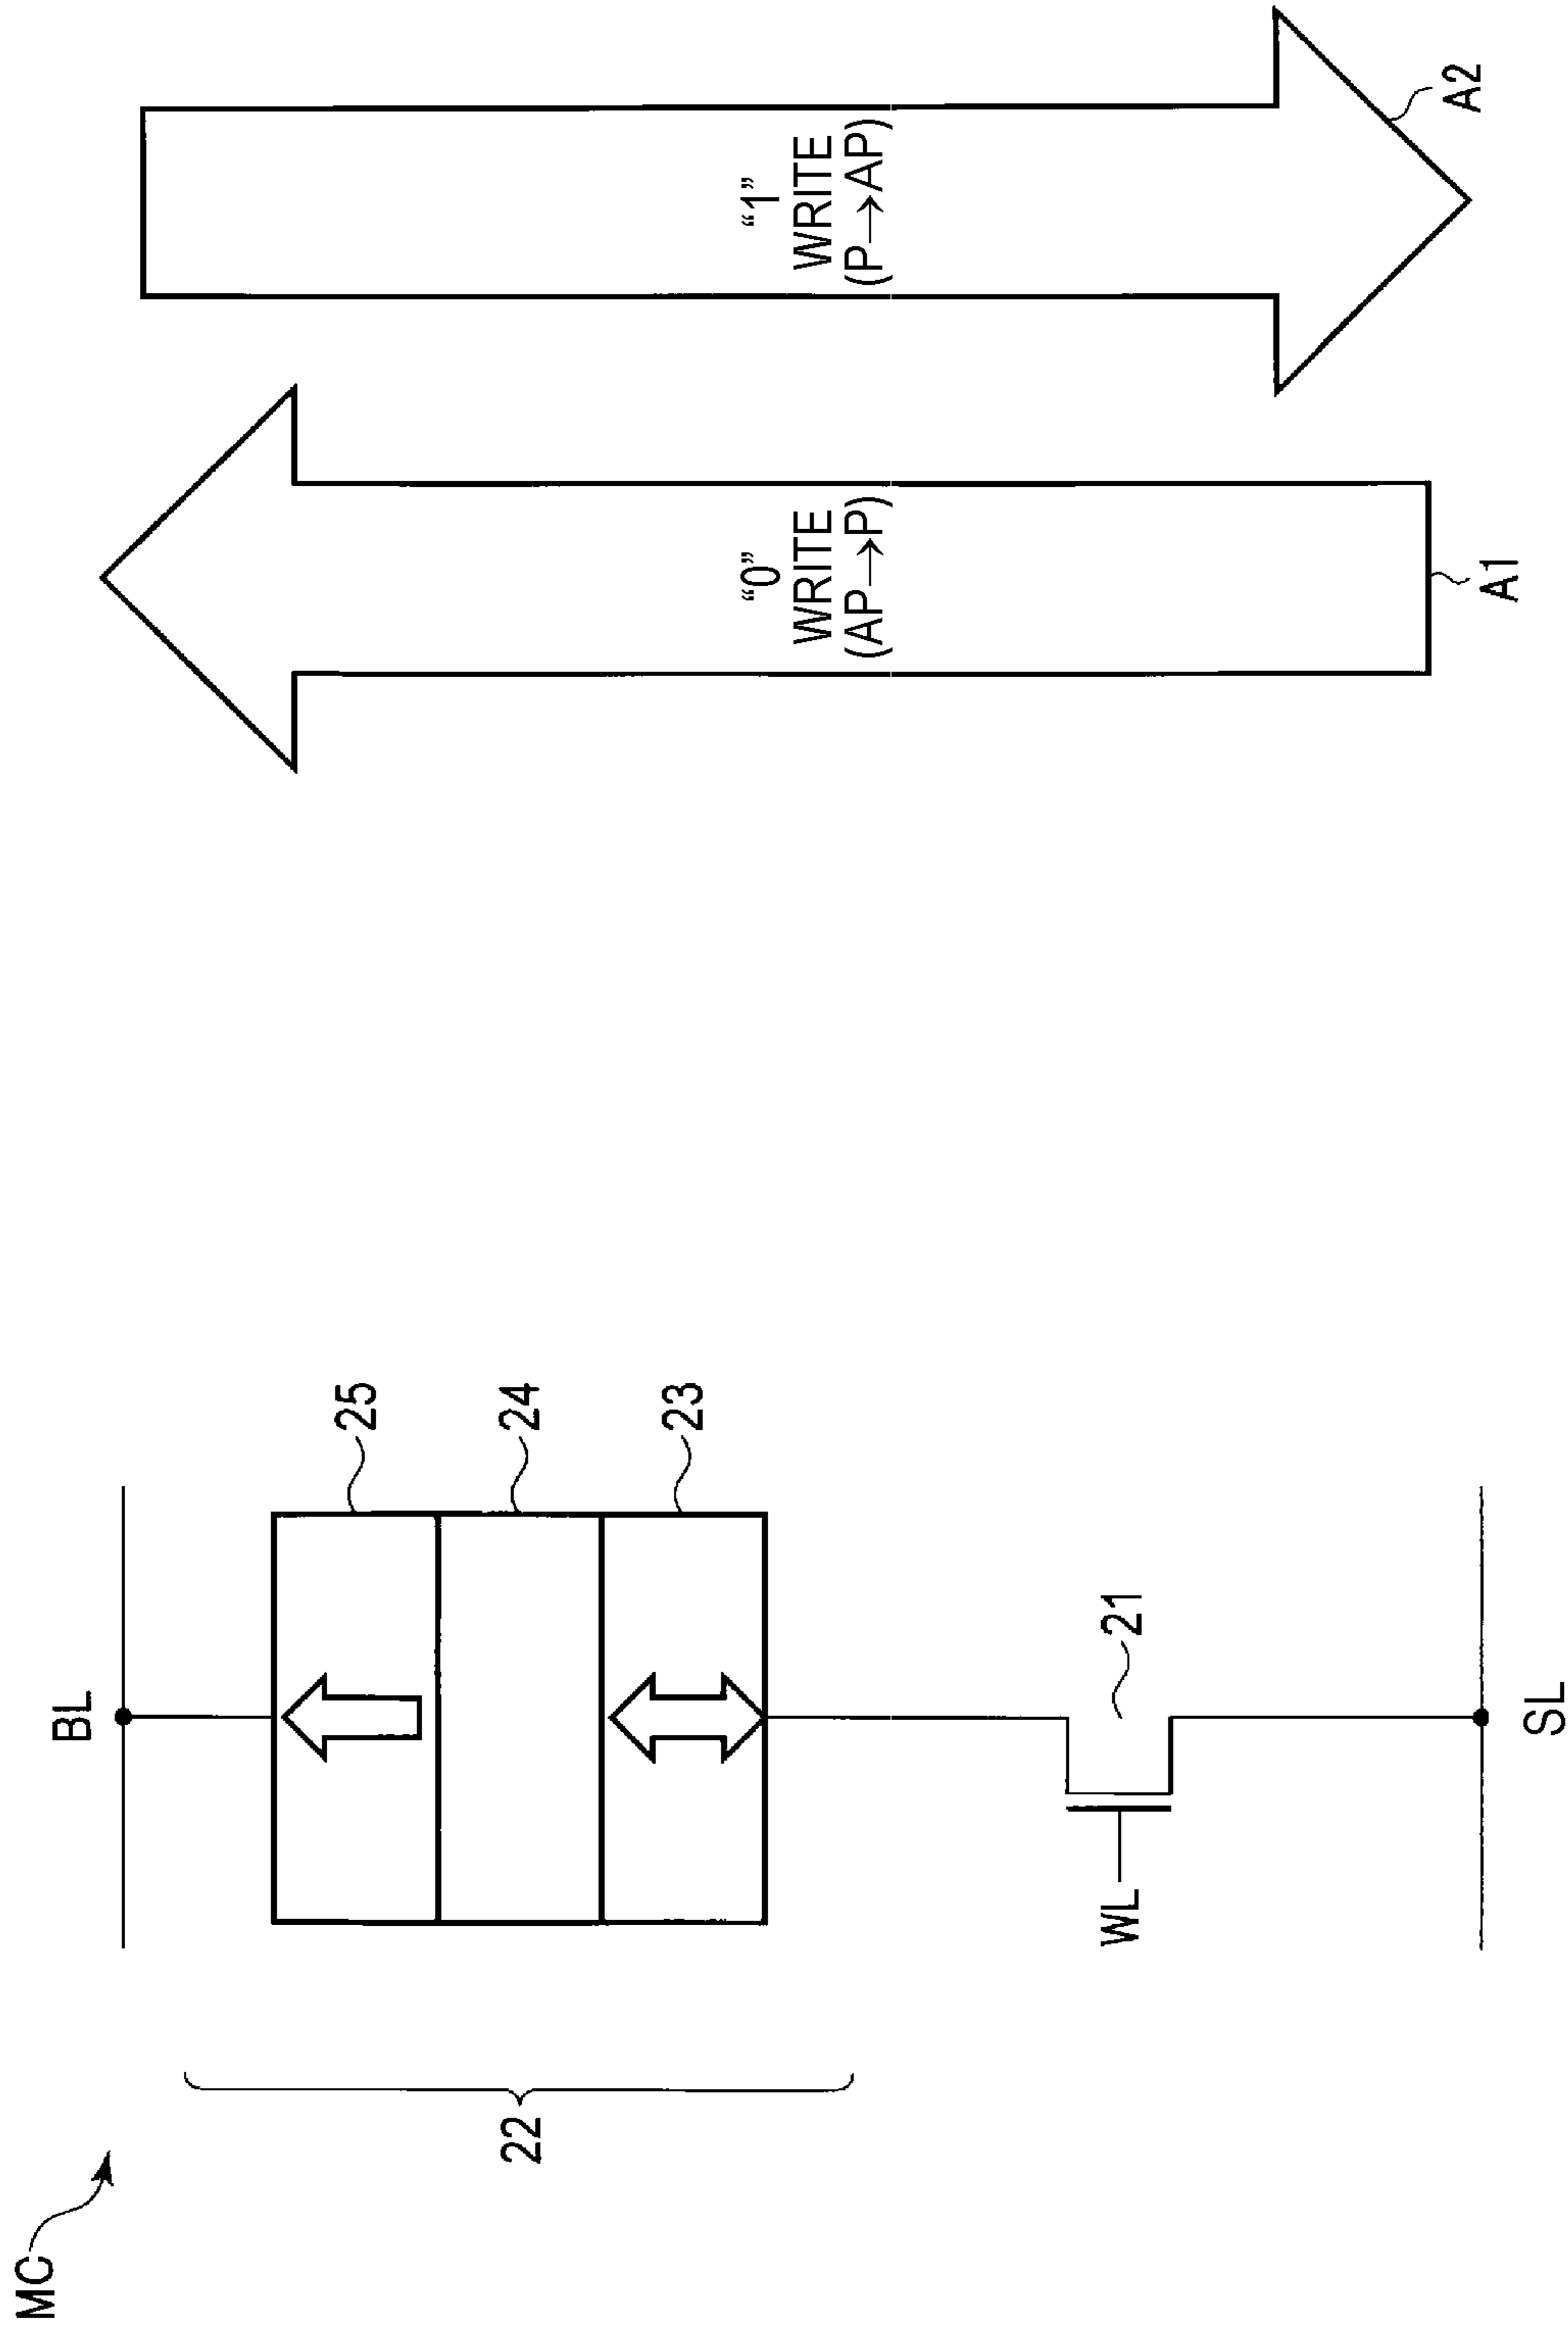 MC
BL
22
25
24
23
WL
21
SL
“0”
WRITE
(AP→P)
A1
“1”
WRITE
(P→AP)
A2